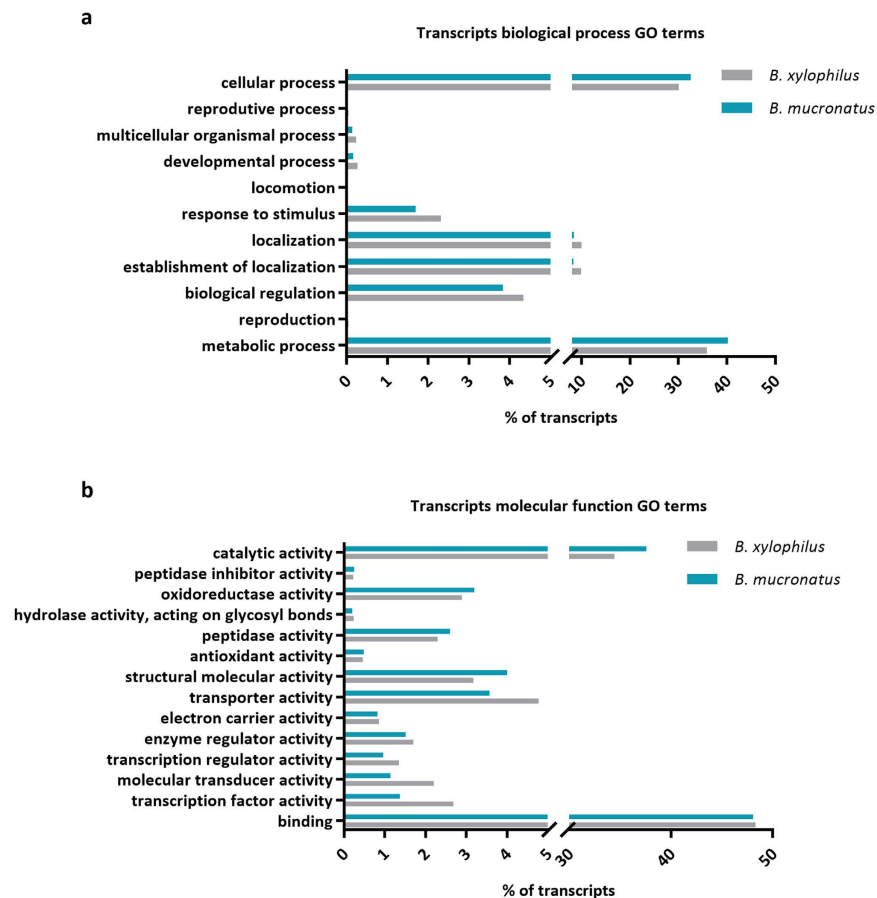 a
Transcripts biological process GO terms
cellular process
reprodutive process
multicellular organismal process
developmental process
locomotion
response to stimulus
localization
establishment of localization
biological regulation
reproduction
metabolic process
B. xylophilus
B. mucronatus
0 1 2 3 4 5 10 20 30 40 50
% of transcripts
b
Transcripts molecular function GO terms
catalytic activity
peptidase inhibitor activity
oxidoreductase activity
hydrolase activity, acting on glycosyl bonds
peptidase activity
antioxidant activity
structural molecular activity
transporter activity
electron carrier activity
enzyme regulator activity
transcription regulator activity
molecular transducer activity
transcription factor activity
binding
B. xylophilus
B. mucronatus
0 1 2 3 4 5 30 40 50
% of transcripts